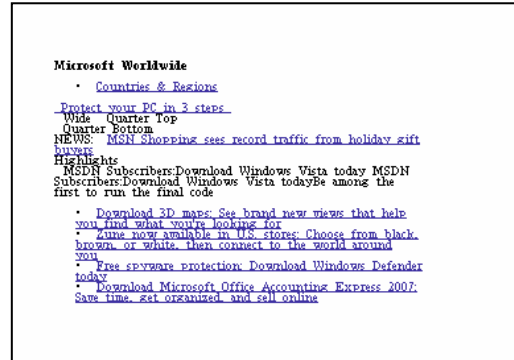 Microsoft Worldwide
• Countries & Regions
Protect your PC in 3 steps
Wide Quarter Top
Quarter Bottom
NEWS: MSN Shopping sees record traffic from holiday gift
buyers
Highlights
MSDN Subscribers:Download Windows Vista today MSDN
Subscribers:Download Windows Vista todayBe among the
first to run the final code
• Download 3D maps: See brand new views that help
you find what you're looking for
• Zune now available in U.S. stores: Choose from black,
brown, or white, then connect to the world around
you
• Free spyware protection: Download Windows Defender
today
• Download Microsoft Office Accounting Express 2007:
Save time, get organized, and sell online